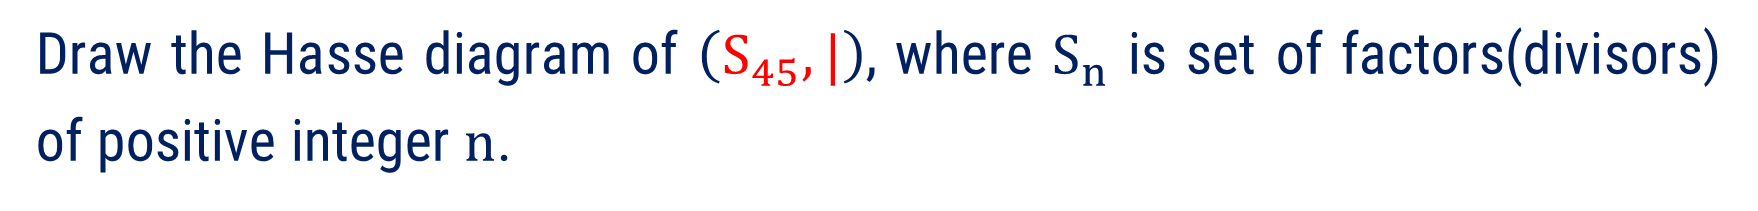 Draw the Hasse diagram of (S₄₅, |), where Sₙ is set of factors(divisors)
of positive integer n.